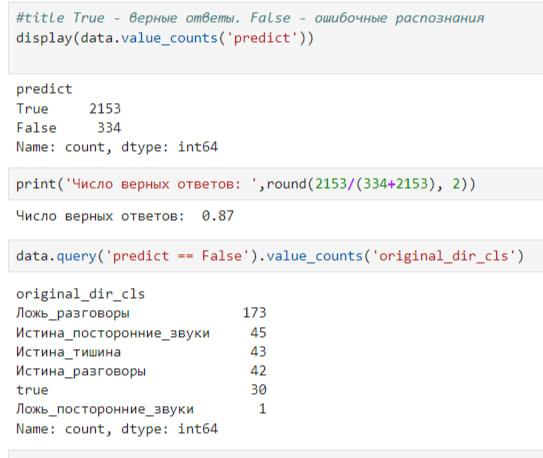 #title True - верные ответы. False - ошибочные распознания
display(data.value_counts('predict'))
predict
True 2153
False 334
Name: count, dtype: int64
print('Число верных ответов: ',round(2153/(334+2153), 2))
Число верных ответов: 0.87
data.query('predict == False').value_counts('original_dir_cls')
original_dir_cls
Ложь_разговоры 173
Истина_посторонние_звуки 45
Истина_тишина 43
Истина_разговоры 42
true 30
Ложь_посторонние_звуки 1
Name: count, dtype: int64